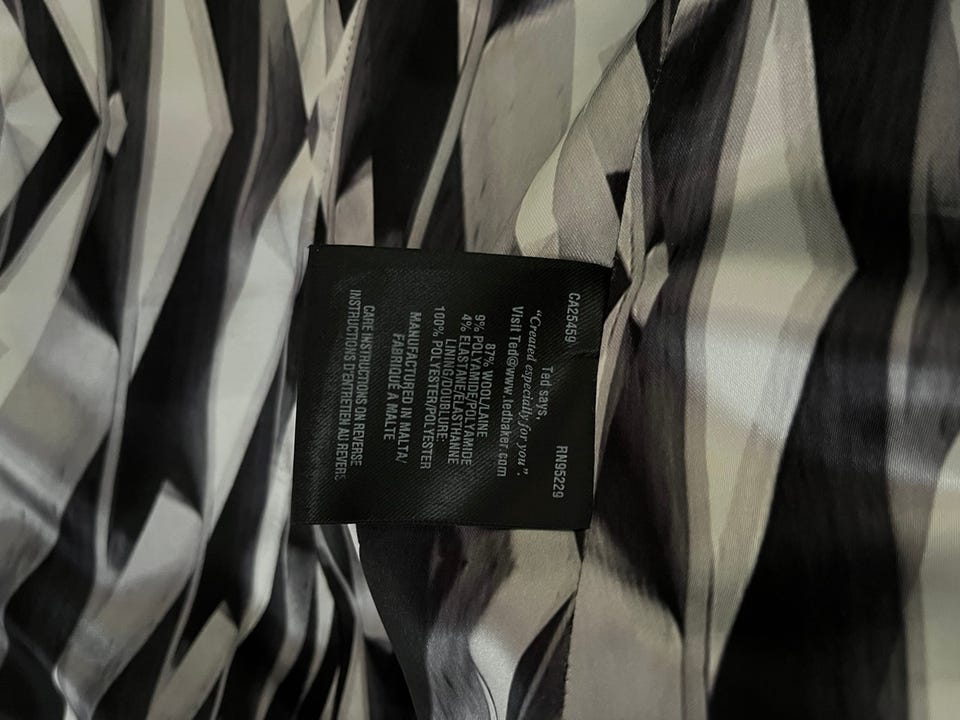 CA25459 RN95229
Ted says,
"Created especially for you".
Visit Ted@www.tedbaker.com
87% WOOL/LAINE
9% POLYAMIDE/POLYAMIDE
4% ELASTANE/ELASTHANNE
LINING/DOUBLURE:
100% POLYESTER/POLYESTER
MANUFACTURED IN MALTA/
FABRIQUÉ À MALTE
CARE INSTRUCTIONS ON REVERSE
INSTRUCTIONS D'ENTRETIEN AU REVERS